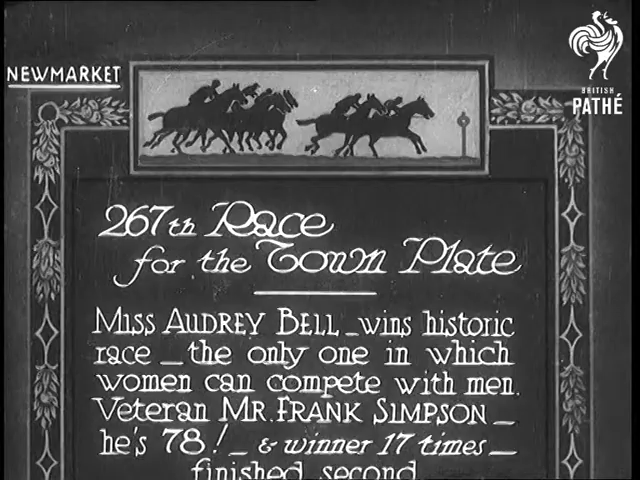 NEWMARKET
BRITISH
PATHÉ
267th Race
for the Town Plate
MISS AUDREY BELL _ wins historic
race _ the only one in which
women can compete with men.
Veteran MR. FRANK SIMPSON _
he's 78! _ & winner 17 times _
finished second